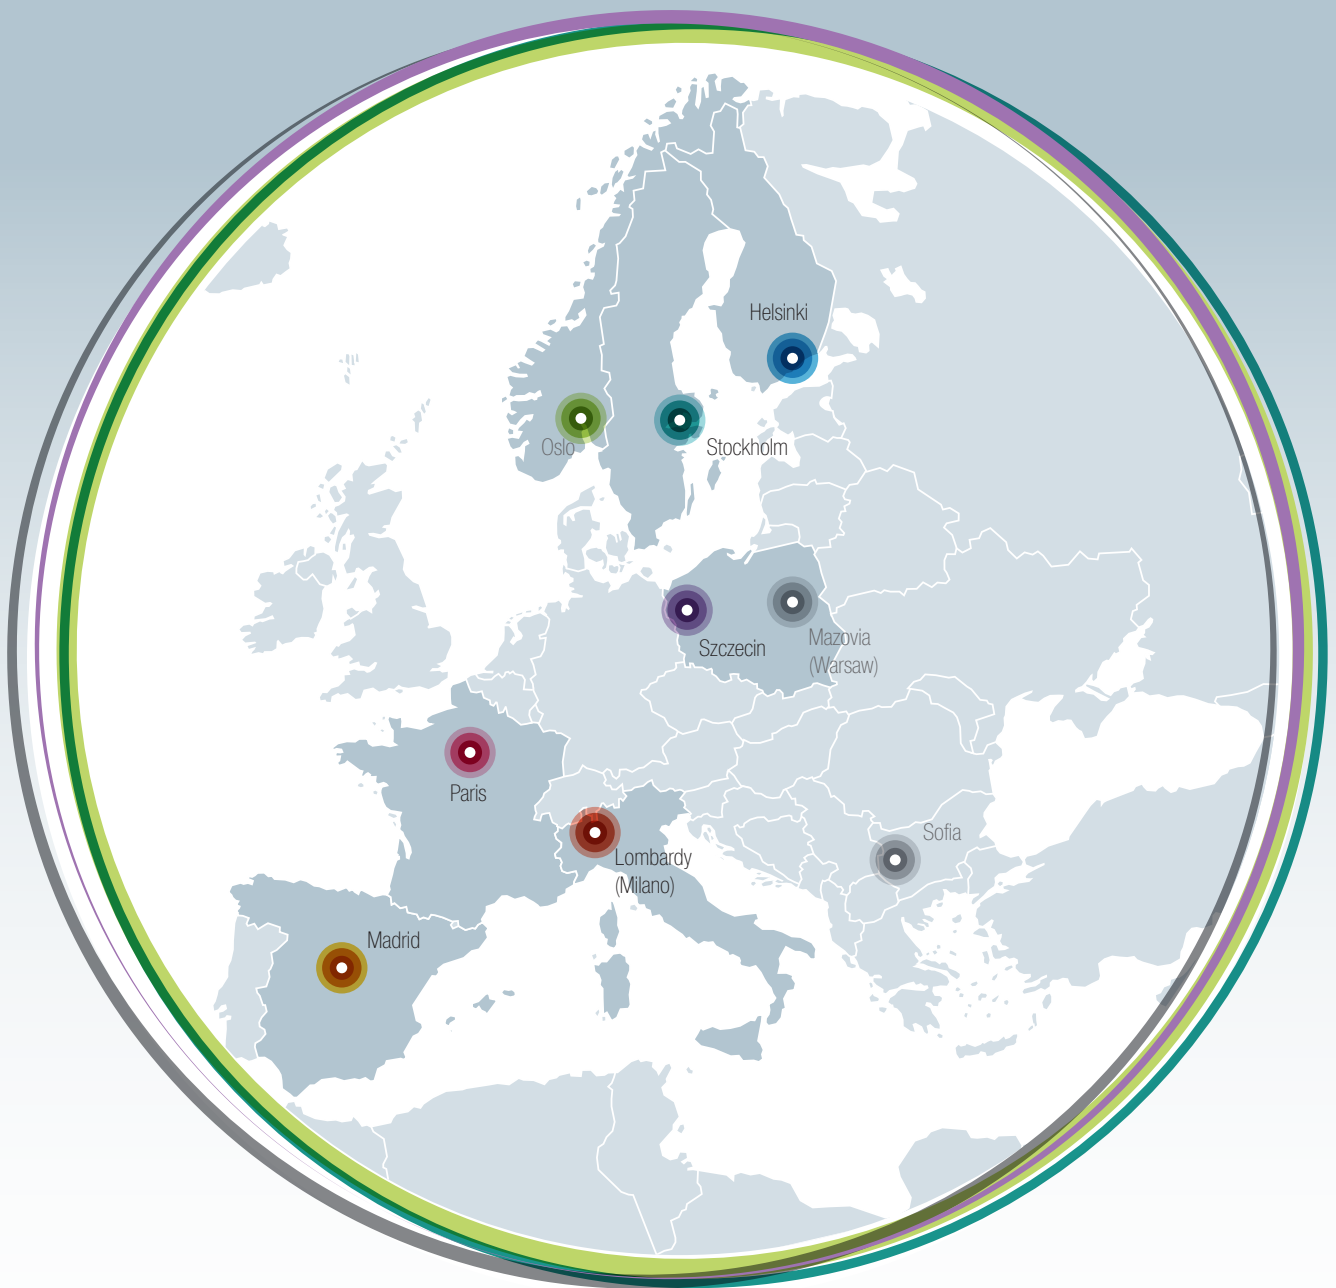 Helsinki
Oslo
Stockholm
Mazovia
(Warsaw)
Szczecin
Paris
Sofia
Lombardy
(Milano)
Madrid